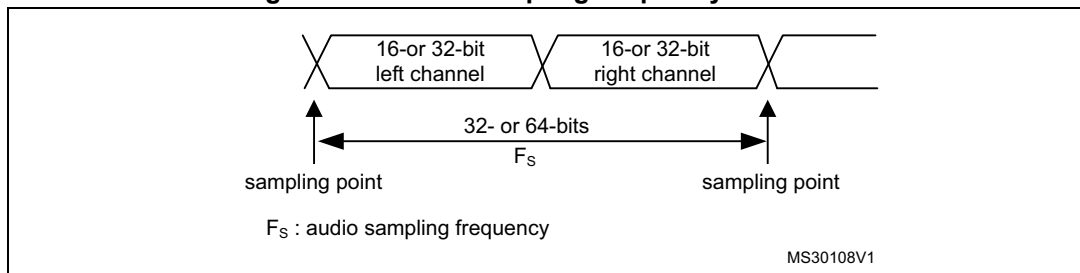 16-or 32-bit
left channel
16-or 32-bit
right channel
32- or 64-bits
FS
sampling point
sampling point
FS : audio sampling frequency
MS30108V1